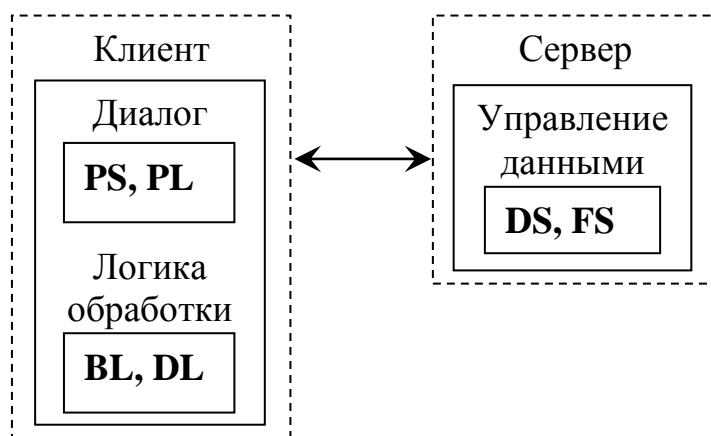 Клиент
Диалог
PS, PL
Логика
обработки
BL, DL
Сервер
Управление
данными
DS, FS